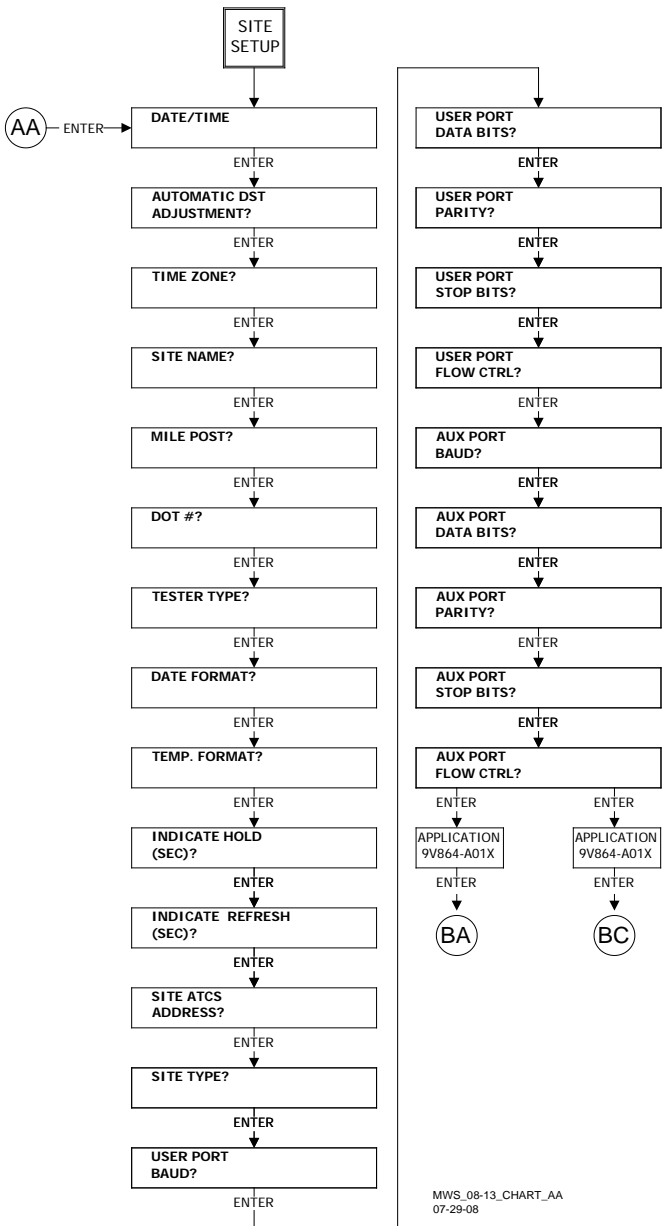 SITE
SETUP
AA
ENTER
DATE/TIME
ENTER
AUTOMATIC DST
ADJUSTMENT?
ENTER
TIME ZONE?
ENTER
SITE NAME?
ENTER
MILE POST?
ENTER
DOT #?
ENTER
TESTER TYPE?
ENTER
DATE FORMAT?
ENTER
TEMP. FORMAT?
ENTER
INDICATE HOLD
(SEC)?
ENTER
INDICATE REFRESH
(SEC)?
ENTER
SITE ATCS
ADDRESS?
ENTER
SITE TYPE?
ENTER
USER PORT
BAUD?
ENTER
USER PORT
DATA BITS?
ENTER
USER PORT
PARITY?
ENTER
USER PORT
STOP BITS?
ENTER
USER PORT
FLOW CTRL?
ENTER
AUX PORT
BAUD?
ENTER
AUX PORT
DATA BITS?
ENTER
AUX PORT
PARITY?
ENTER
AUX PORT
STOP BITS?
ENTER
AUX PORT
FLOW CTRL?
ENTER
APPLICATION
9V864-A01X
ENTER
BA
ENTER
APPLICATION
9V864-A01X
ENTER
BC
MWS_08-13_CHART_AA
07-29-08